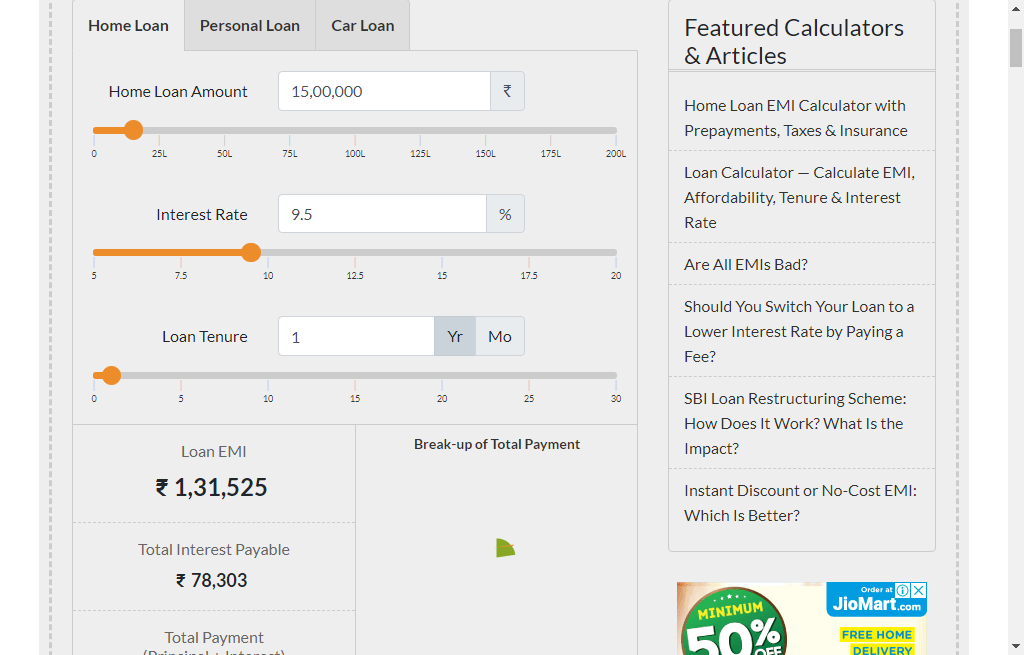 Home Loan
Personal Loan
Car Loan
Home Loan Amount
15,00,000
₹
0 25L 50L 75L 100L 125L 150L 175L 200L
Interest Rate
9.5
%
5 7.5 10 12.5 15 17.5 20
Loan Tenure
1
Yr
Mo
0 5 10 15 20 25 30
Loan EMI
₹ 1,31,525
Total Interest Payable
₹ 78,303
Total Payment
(Principal + Interest)
Break-up of Total Payment
Featured Calculators
& Articles
Home Loan EMI Calculator with
Prepayments, Taxes & Insurance
Loan Calculator — Calculate EMI,
Affordability, Tenure & Interest
Rate
Are All EMIs Bad?
Should You Switch Your Loan to a
Lower Interest Rate by Paying a
Fee?
SBI Loan Restructuring Scheme:
How Does It Work? What Is the
Impact?
Instant Discount or No-Cost EMI:
Which Is Better?
MINIMUM
50%
OFF
Order at
JioMart.com
FREE HOME
DELIVERY